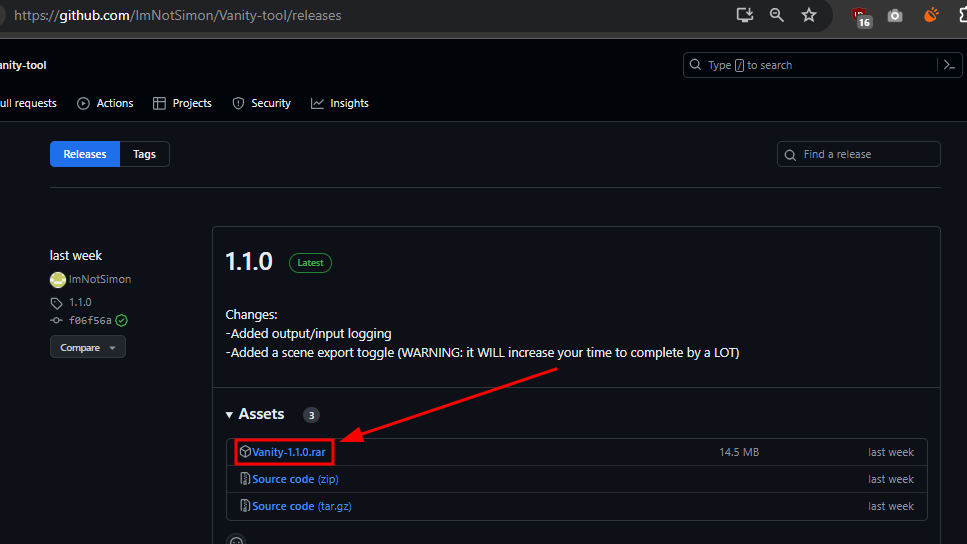 https://github.com/ImNotSimon/Vanity-tool/releases
16
anity-tool
Type / to search
ull requests
Actions
Projects
Security
Insights
Releases
Tags
Find a release
last week
ImNotSimon
1.1.0
f06f56a
Compare
1.1.0
Latest
Changes:
-Added output/input logging
-Added a scene export toggle (WARNING: it WILL increase your time to complete by a LOT)
Assets 3
Vanity-1.1.0.rar 14.5 MB last week
Source code (zip) last week
Source code (tar.gz) last week